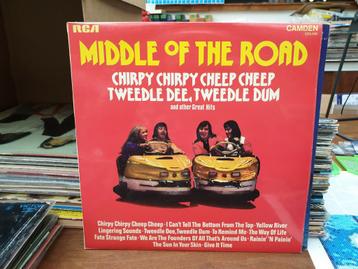 RCA
CAMDEN
MIDDLE OF THE ROAD
CHIRPY CHIRPY CHEEP CHEEP
TWEEDLE DEE, TWEEDLE DUM
and other Great Hits
Chirpy Chirpy Cheep Cheep · I Can't Tell The Bottom From The Top · Yellow River
Lingering Sounds · Tweedle Dee, Tweedle Dum · To Remind Me · The Way Of Life
Fate Strange Fate · We Are The Founders Of All That's Around Us · Rainin' 'N Painin'
The Sun In Your Skin · Give It Time